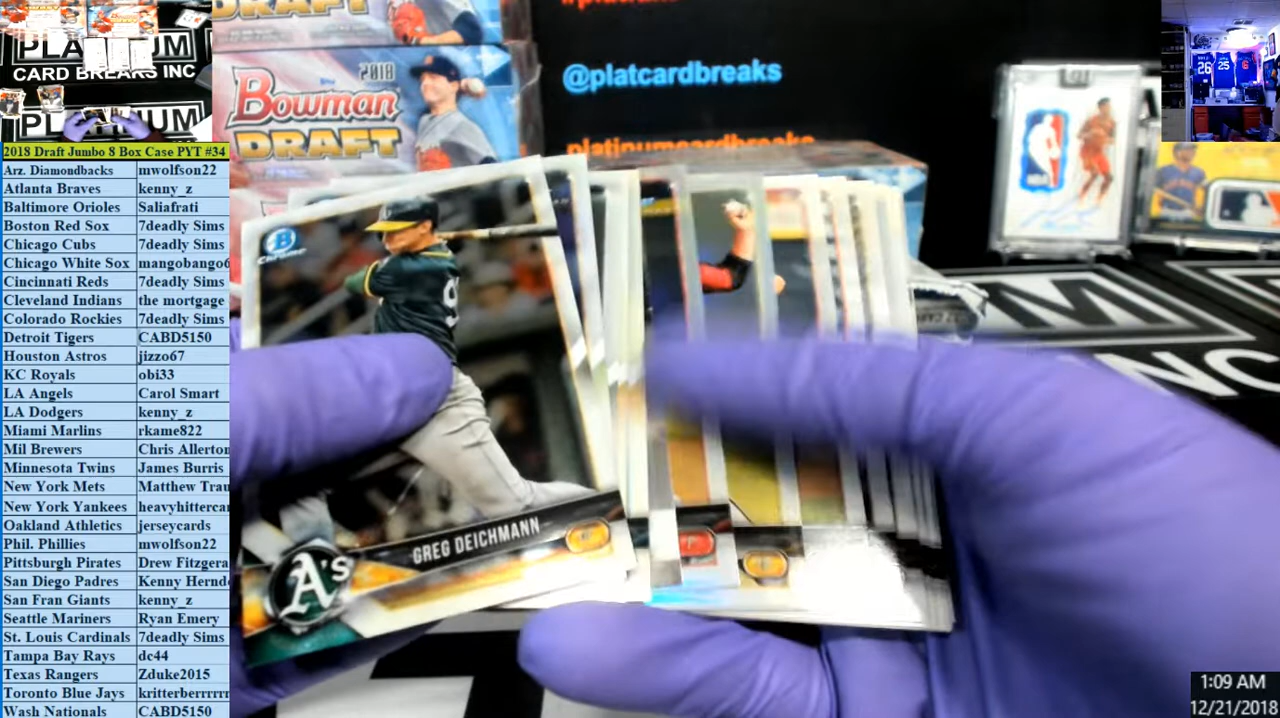 PLATINUM
CARD BREAKS INC
PLATINUM
2018 Draft Jumbo 8 Box Case PYT #34
Arz. Diamondbacks mwolfson22
Atlanta Braves kenny_z
Baltimore Orioles Saliafrati
Boston Red Sox 7deadly Sims
Chicago Cubs 7deadly Sims
Chicago White Sox mangobango6
Cincinnati Reds 7deadly Sims
Cleveland Indians the mortgage
Colorado Rockies 7deadly Sims
Detroit Tigers CABD5150
Houston Astros jizzo67
KC Royals obi33
LA Angels Carol Smart
LA Dodgers kenny_z
Miami Marlins rkame822
Mil Brewers Chris Allerton
Minnesota Twins James Burris
New York Mets Matthew Trau
New York Yankees heavyhittercar
Oakland Athletics jerseycards
Phil. Phillies mwolfson22
Pittsburgh Pirates Drew Fitzgera
San Diego Padres Kenny Hernd
San Fran Giants kenny_z
Seattle Mariners Ryan Emery
St. Louis Cardinals 7deadly Sims
Tampa Bay Rays dc44
Texas Rangers Zduke2015
Toronto Blue Jays kritterberrrrrr
Wash Nationals CABD5150
DRAFT
2018
Bowman
DRAFT
@platcardbreaks
platinumcardbreaks
B
Chrome
GREG DEICHMANN
A's
M
NC
26
25
6
1:09 AM
12/21/2018